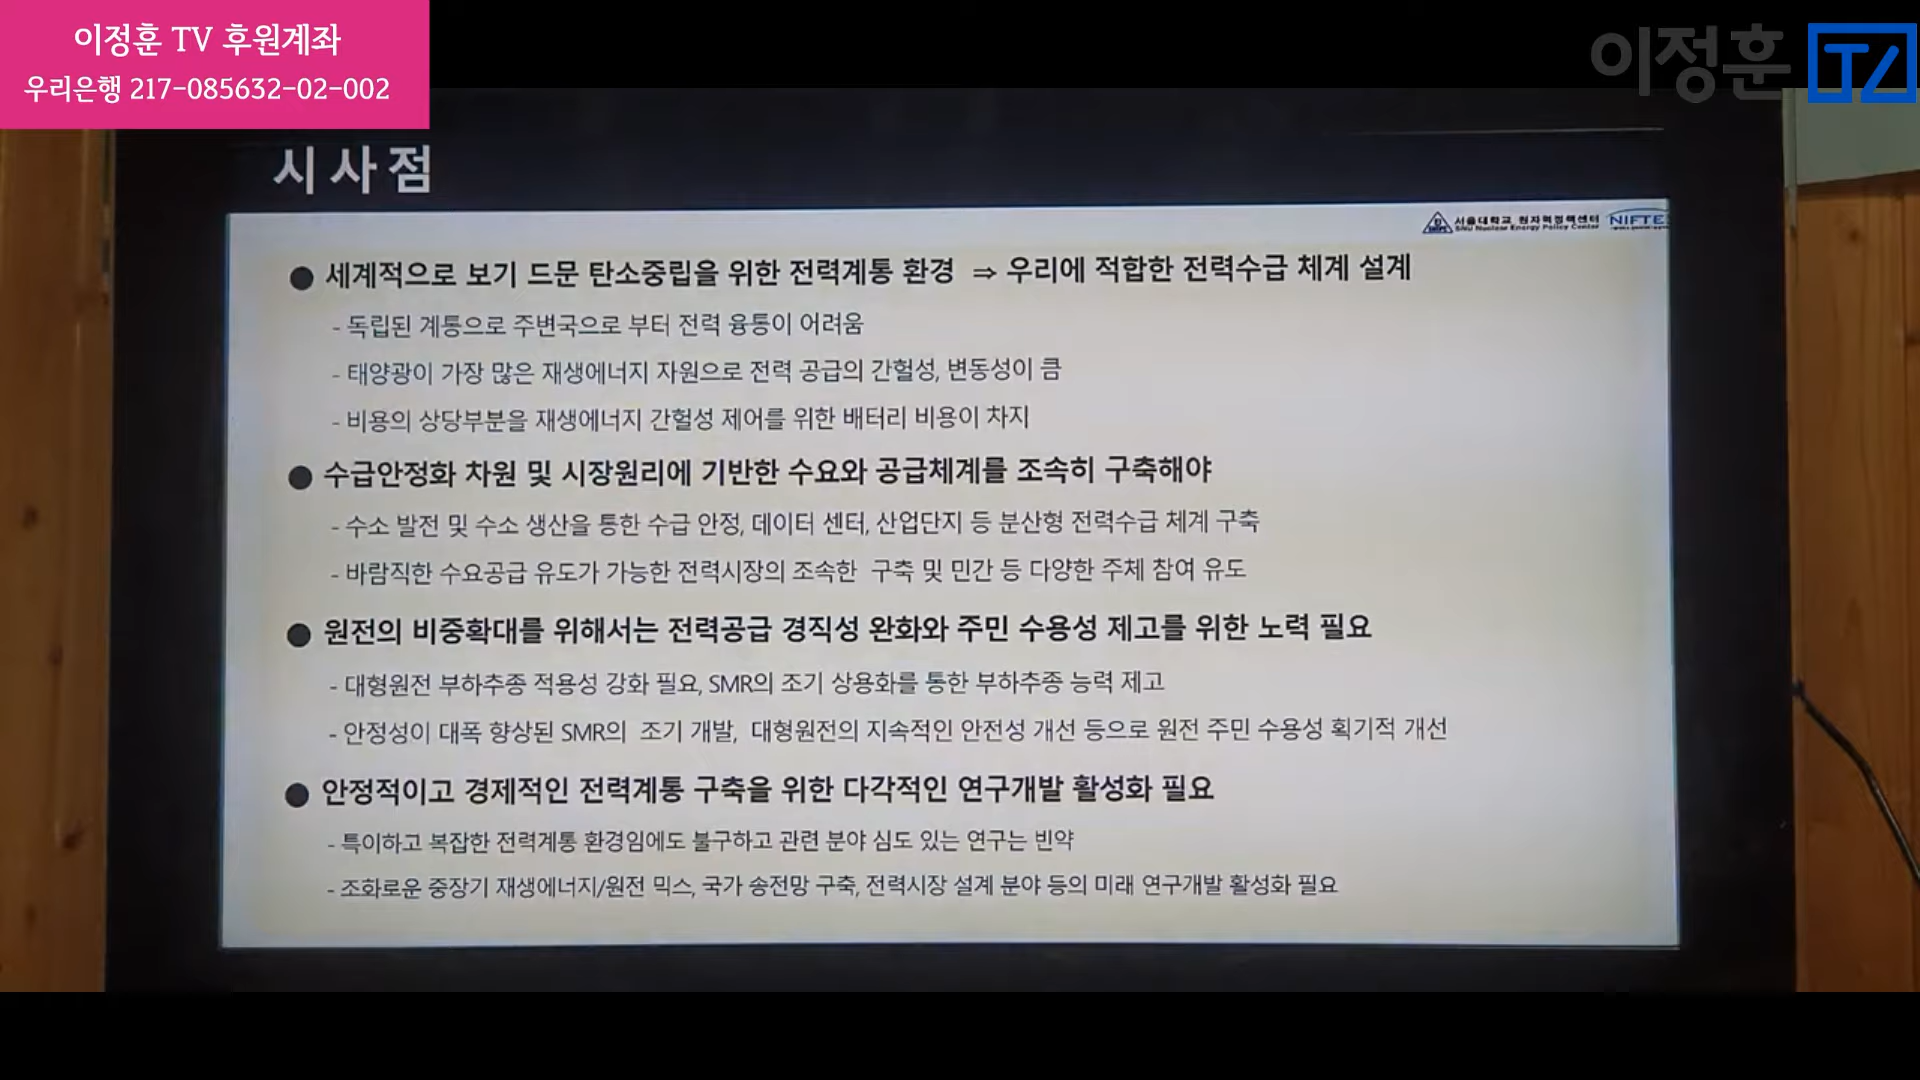 이정훈 TV 후원계좌
우리은행 217-085632-02-002
이정훈 TV
시사점
서울대학교 원자력정책센터
SNU Nuclear Energy Policy Center
NIFTE
● 세계적으로 보기 드문 탄소중립을 위한 전력계통 환경 ⇒ 우리에 적합한 전력수급 체계 설계
- 독립된 계통으로 주변국으로 부터 전력 융통이 어려움
- 태양광이 가장 많은 재생에너지 자원으로 전력 공급의 간헐성, 변동성이 큼
- 비용의 상당부분을 재생에너지 간헐성 제어를 위한 배터리 비용이 차지
● 수급안정화 차원 및 시장원리에 기반한 수요와 공급체계를 조속히 구축해야
- 수소 발전 및 수소 생산을 통한 수급 안정, 데이터 센터, 산업단지 등 분산형 전력수급 체계 구축
- 바람직한 수요공급 유도가 가능한 전력시장의 조속한 구축 및 민간 등 다양한 주체 참여 유도
● 원전의 비중확대를 위해서는 전력공급 경직성 완화와 주민 수용성 제고를 위한 노력 필요
- 대형원전 부하추종 적용성 강화 필요, SMR의 조기 상용화를 통한 부하추종 능력 제고
- 안정성이 대폭 향상된 SMR의 조기 개발, 대형원전의 지속적인 안전성 개선 등으로 원전 주민 수용성 획기적 개선
● 안정적이고 경제적인 전력계통 구축을 위한 다각적인 연구개발 활성화 필요
- 특이하고 복잡한 전력계통 환경임에도 불구하고 관련 분야 심도 있는 연구는 빈약
- 조화로운 중장기 재생에너지/원전 믹스, 국가 송전망 구축, 전력시장 설계 분야 등의 미래 연구개발 활성화 필요